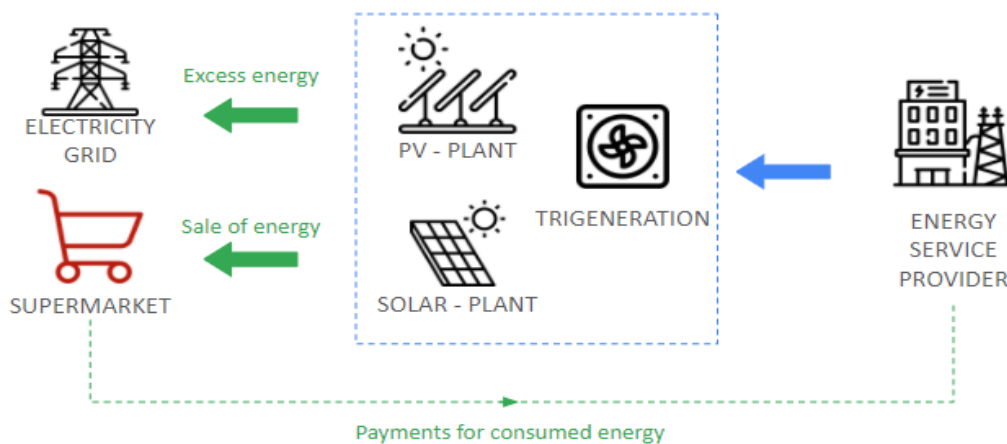 Excess energy
ELECTRICITY
GRID
PV - PLANT
TRIGENERATION
Sale of energy
SUPERMARKET
SOLAR - PLANT
ENERGY
SERVICE
PROVIDER
Payments for consumed energy